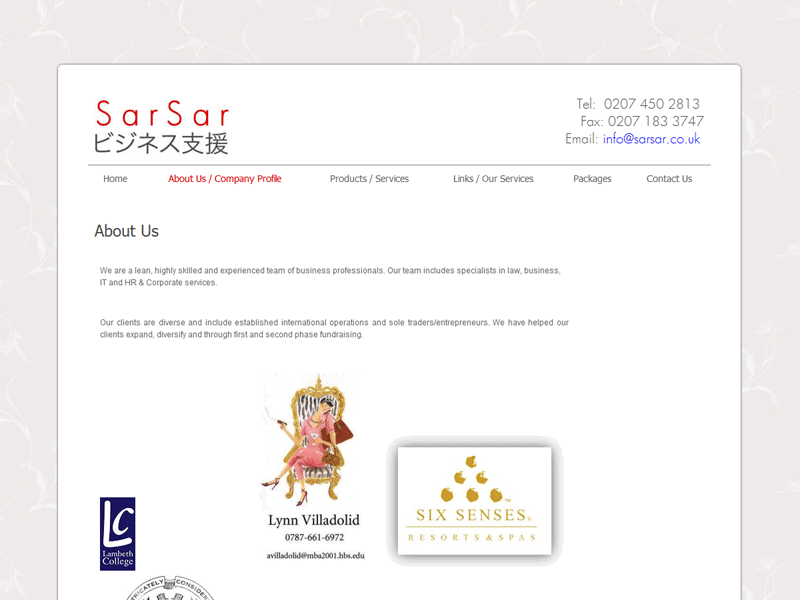 SarSar
ビジネス支援
Tel: 0207 450 2813
Fax: 0207 183 3747
Email: info@sarsar.co.uk
Home About Us / Company Profile Products / Services Links / Our Services Packages Contact Us
About Us
We are a lean, highly skilled and experienced team of business professionals. Our team includes specialists in law, business,
IT and HR & Corporate services.
Our clients are diverse and include established international operations and sole traders/entrepreneurs. We have helped our
clients expand, diversify and through first and second phase fundraising.
Lynn Villadolid
0787-661-6972
avilladolid@mba2001.hbs.edu
SIX SENSES
RESORTS & SPAS
LC
Lambeth
College